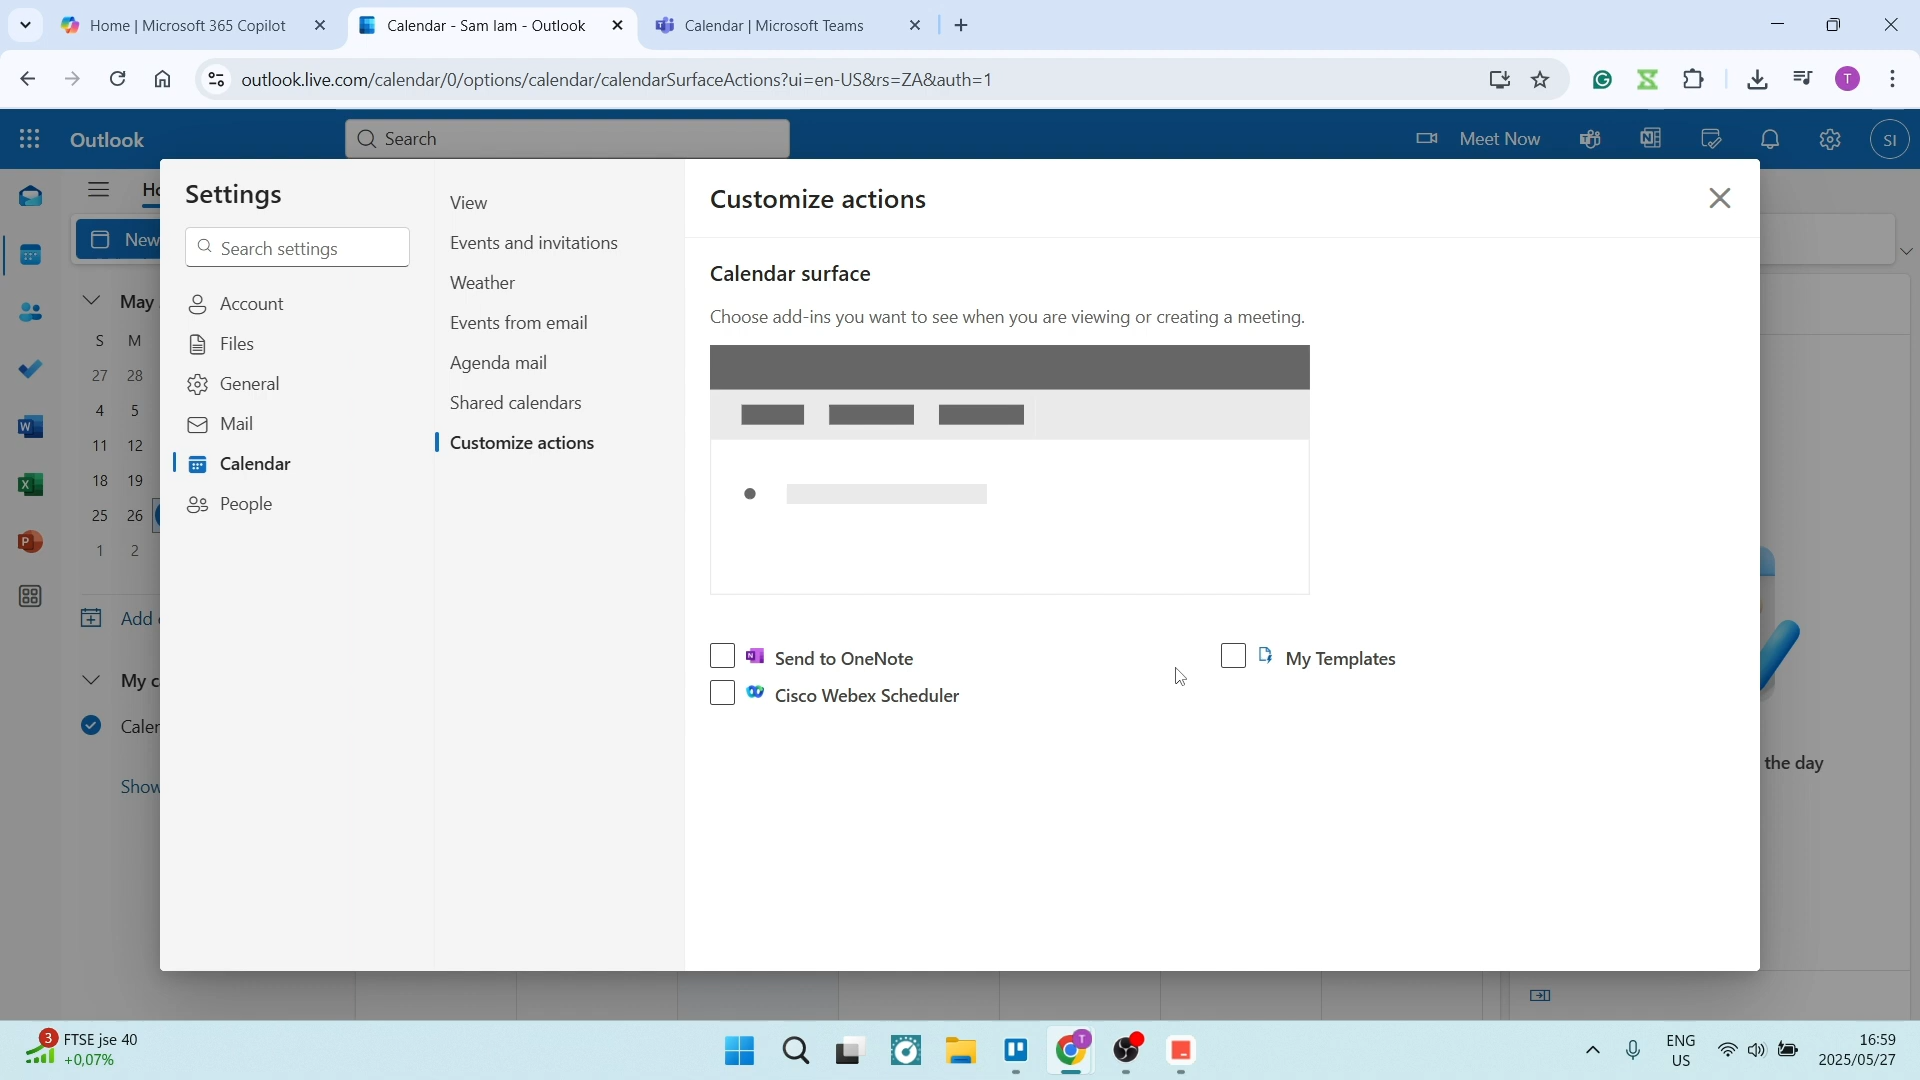 Home | Microsoft 365 Copilot
Calendar - Sam Iam - Outlook
Calendar | Microsoft Teams
outlook.live.com/calendar/0/options/calendar/calendarSurfaceActions?ui=en-US&rs=ZA&auth=1
T
Outlook
Search
Meet Now
SI
Settings
Search settings
Account
Files
General
Mail
Calendar
People
View
Events and invitations
Weather
Events from email
Agenda mail
Shared calendars
Customize actions
Customize actions
Calendar surface
Choose add-ins you want to see when you are viewing or creating a meeting.
Send to OneNote
My Templates
Cisco Webex Scheduler
New
May
S M
27 28
4 5
11 12
18 19
25 26
1 2
Add
My c
Caler
Show
the day
3
FTSE jse 40
+0,07%
T
ENG
US
16:59
2025/05/27